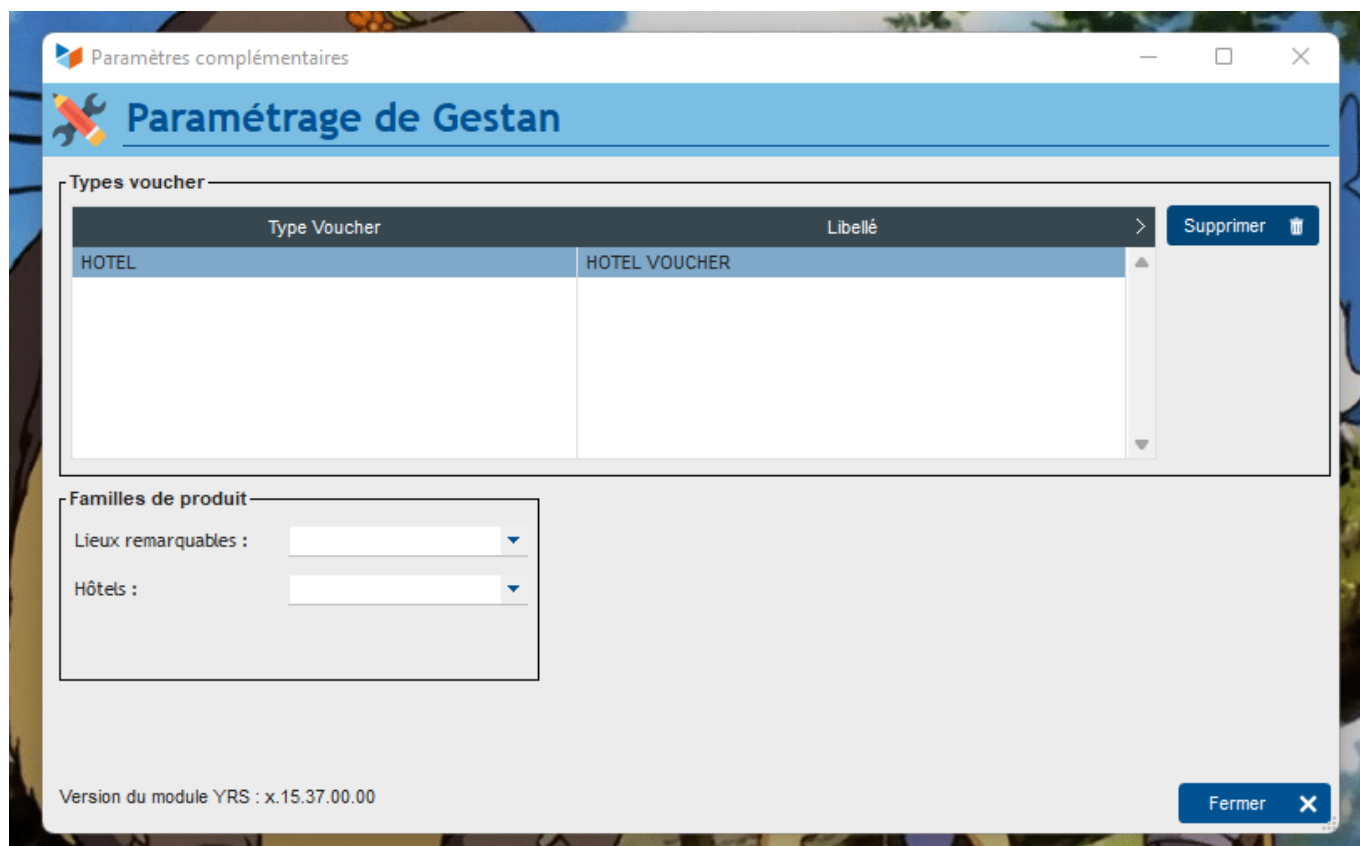 Paramètres complémentaires
Paramétrage de Gestan
Types voucher
Type Voucher Libellé
Supprimer
HOTEL HOTEL VOUCHER
Familles de produit
Lieux remarquables :
Hôtels :
Version du module YRS : x.15.37.00.00
Fermer